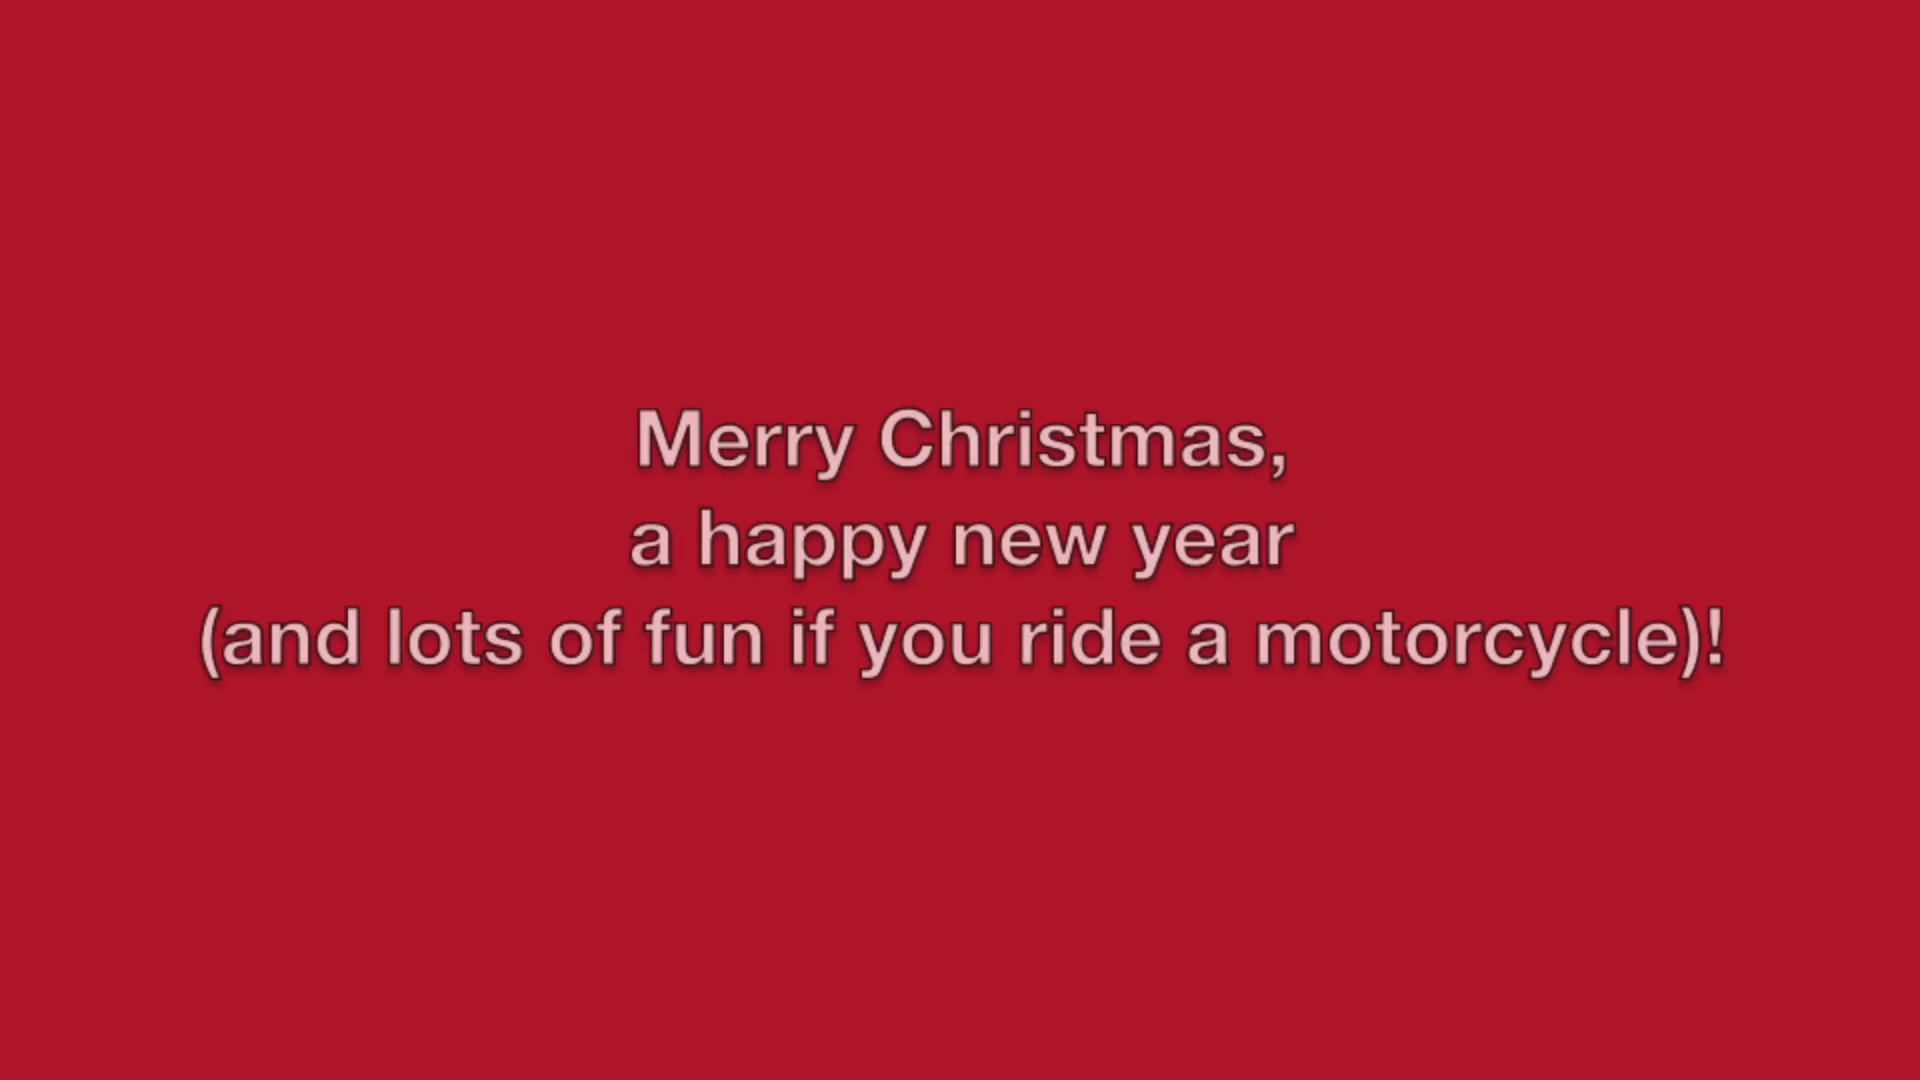 Merry Christmas,
a happy new year
(and lots of fun if you ride a motorcycle)!